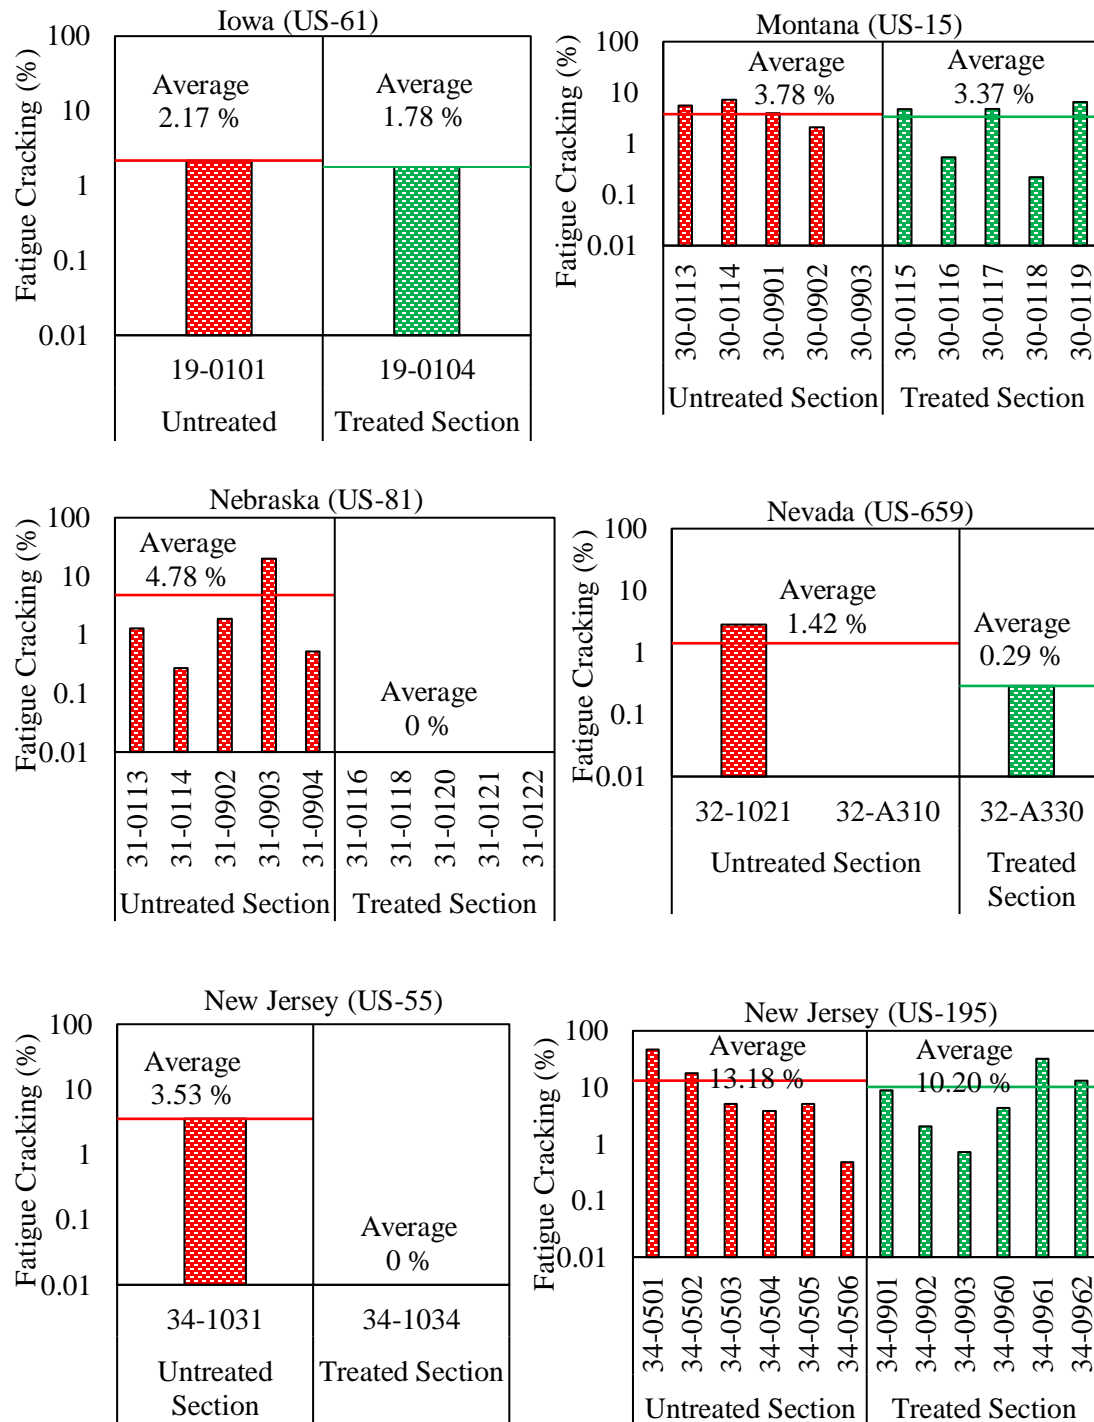 Iowa (US-61)
Fatigue Cracking (%)
100
10
1
0.1
0.01
Average
2.17 %
Average
1.78 %
19-0101
19-0104
Untreated
Treated Section
Montana (US-15)
Fatigue Cracking (%)
100
10
1
0.1
0.01
Average
3.78 %
Average
3.37 %
30-0113
30-0114
30-0901
30-0902
30-0903
30-0115
30-0116
30-0117
30-0118
30-0119
Untreated Section
Treated Section
Nebraska (US-81)
Fatigue Cracking (%)
100
10
1
0.1
0.01
Average
4.78 %
Average
0 %
31-0113
31-0114
31-0902
31-0903
31-0904
31-0116
31-0118
31-0120
31-0121
31-0122
Untreated Section
Treated Section
Nevada (US-659)
Fatigue Cracking (%)
100
10
1
0.1
0.01
Average
1.42 %
Average
0.29 %
32-1021
32-A310
32-A330
Untreated Section
Treated
Section
New Jersey (US-55)
Fatigue Cracking (%)
100
10
1
0.1
0.01
Average
3.53 %
Average
0 %
34-1031
34-1034
Untreated
Section
Treated Section
New Jersey (US-195)
Fatigue Cracking (%)
100
10
1
0.1
0.01
Average
13.18 %
Average
10.20 %
34-0501
34-0502
34-0503
34-0504
34-0505
34-0506
34-0901
34-0902
34-0903
34-0960
34-0961
34-0962
Untreated Section
Treated Section